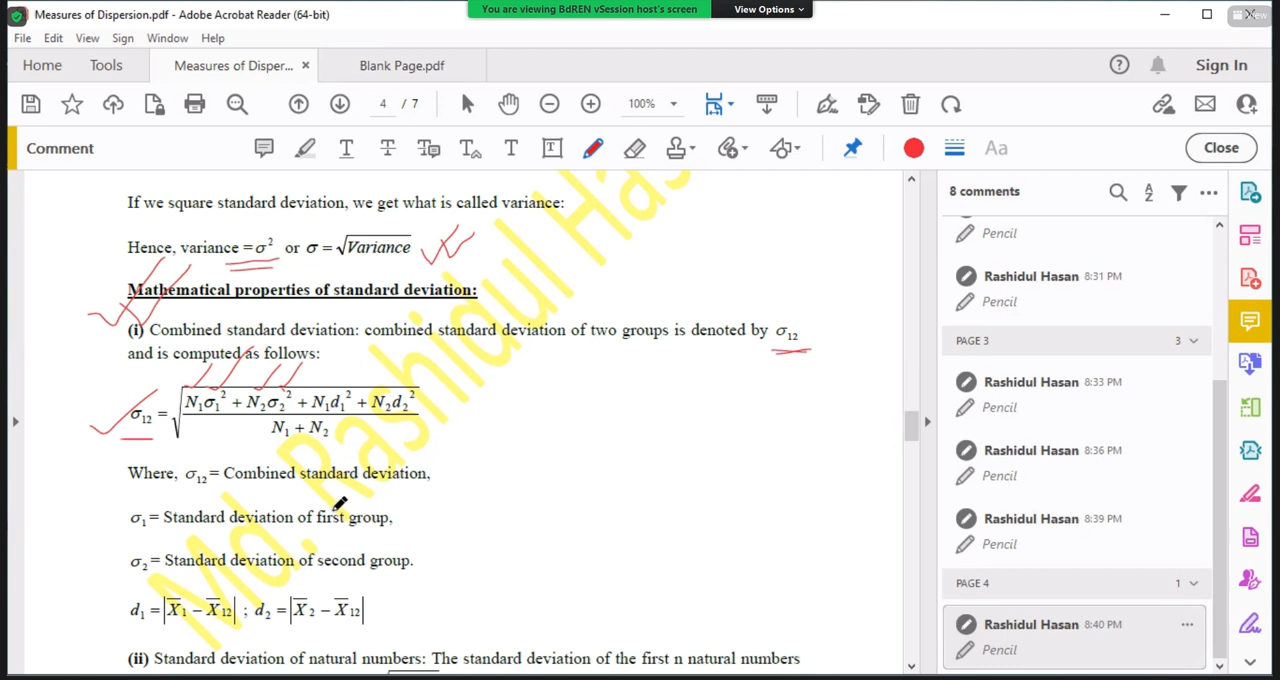 Measures of Dispersion.pdf - Adobe Acrobat Reader (64-bit)
You are viewing BdREN vSession host's screen
View Options
View
File Edit View Sign Window Help
Home Tools Measures of Disper... × Blank Page.pdf Sign In
4 / 7 100%
Comment Close
If we square standard deviation, we get what is called variance:
Hence, variance = σ² or σ = √Variance
Mathematical properties of standard deviation:
(i) Combined standard deviation: combined standard deviation of two groups is denoted by σ₁₂
and is computed as follows:
σ₁₂ = √((N₁σ₁² + N₂σ₂² + N₁d₁² + N₂d₂²) / (N₁ + N₂))
Where, σ₁₂ = Combined standard deviation,
σ₁ = Standard deviation of first group,
σ₂ = Standard deviation of second group.
d₁ = |X̅₁ − X̅₁₂| ; d₂ = |X̅₂ − X̅₁₂|
(ii) Standard deviation of natural numbers: The standard deviation of the first n natural numbers
Md. Rashidul Has
8 comments
Pencil
Rashidul Hasan 8:31 PM
Pencil
PAGE 3 3
Rashidul Hasan 8:33 PM
Pencil
Rashidul Hasan 8:36 PM
Pencil
Rashidul Hasan 8:39 PM
Pencil
PAGE 4 1
Rashidul Hasan 8:40 PM
Pencil